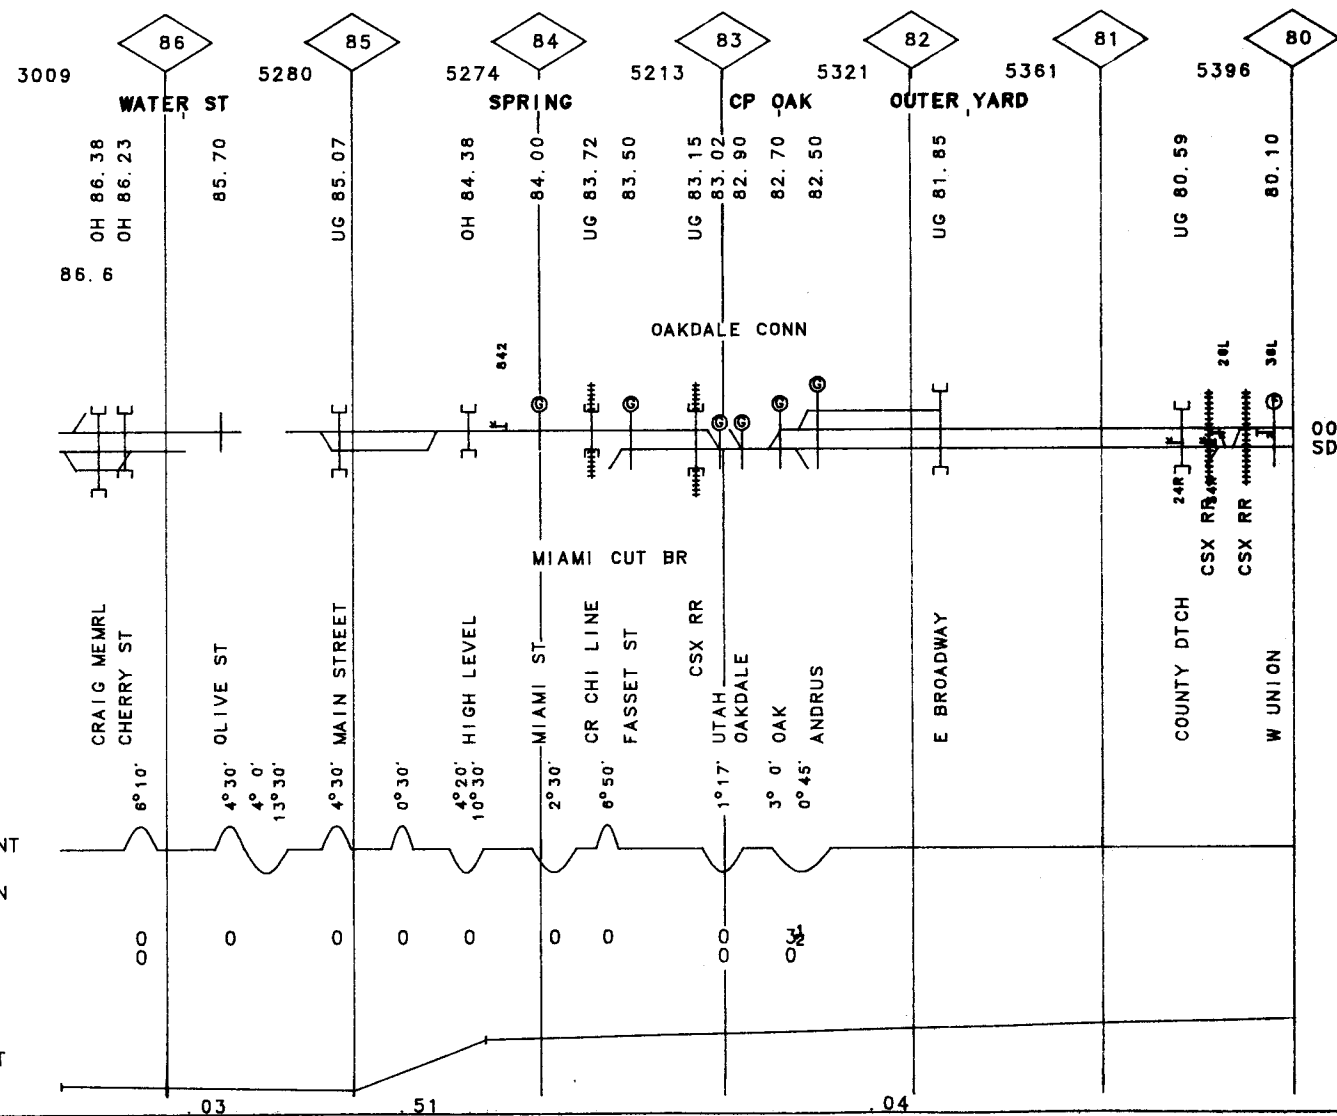 86 85 84 83 82 81 80
3009 5280 5274 5213 5321 5361 5396
WATER ST SPRING CP OAK OUTER YARD
OH 86.38
OH 86.23
85.70
UG 85.07
OH 84.38
84.00
UG 83.72
83.50
UG 83.15
83.02
82.90
82.70
82.50
UG 81.85
UG 80.59
80.10
86.6
OAKDALE CONN
842
28L
G G G G G G
24R
CSX RR
CSX RR
SD
MIAMI CUT BR
CRAIG MEMRL
CHERRY ST
OLIVE ST
MAIN STREET
HIGH LEVEL
MIAMI ST
CR CHI LINE
FASSET ST
CSX RR
UTAH
OAKDALE
OAK
ANDRUS
E BROADWAY
COUNTY DTCH
W UNION
6°10'
4°30'
4° 0'
13°30'
4°30'
0°30'
4°20'
10°30'
2°30'
6°50'
1°17'
3° 0'
0°45'
NT
N
0 0 0 0 0 0 0 0
0 0 0
T
.03 .51 .04